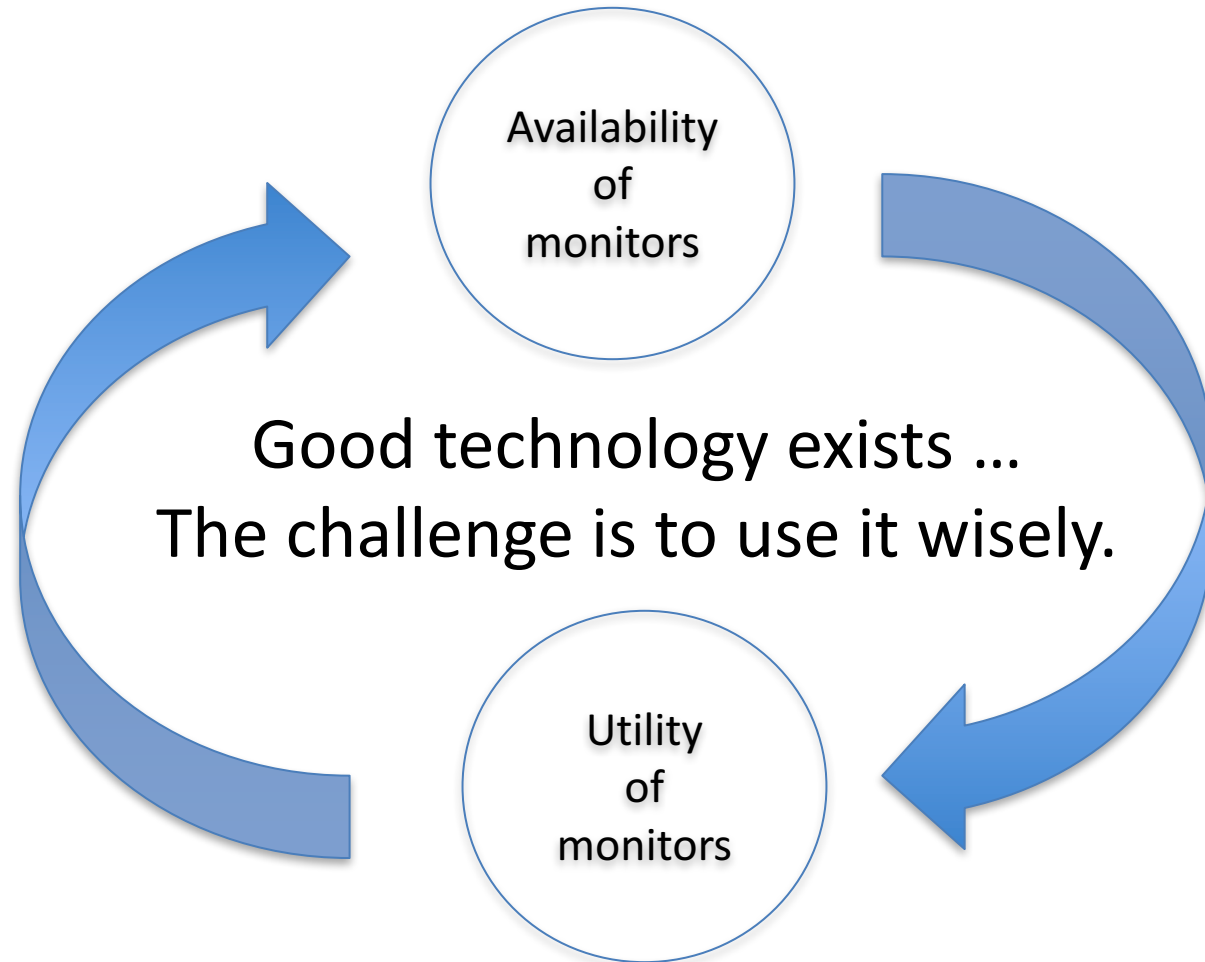 Availability
of
monitors
Good technology exists …
The challenge is to use it wisely.
Utility
of
monitors